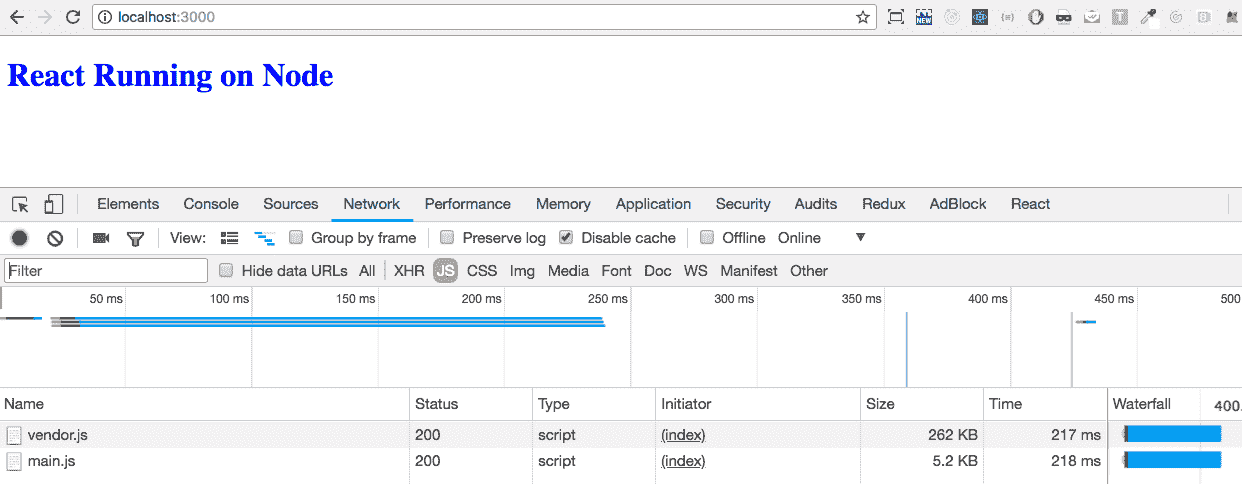 localhost:3000
NEW
React Running on Node
Elements Console Sources Network Performance Memory Application Security Audits Redux AdBlock React
View: Group by frame Preserve log Disable cache Offline Online
Filter Hide data URLs All XHR JS CSS Img Media Font Doc WS Manifest Other
50 ms 100 ms 150 ms 200 ms 250 ms 300 ms 350 ms 400 ms 450 ms 500
Name Status Type Initiator Size Time Waterfall 400.
vendor.js 200 script (index) 262 KB 217 ms
main.js 200 script (index) 5.2 KB 218 ms